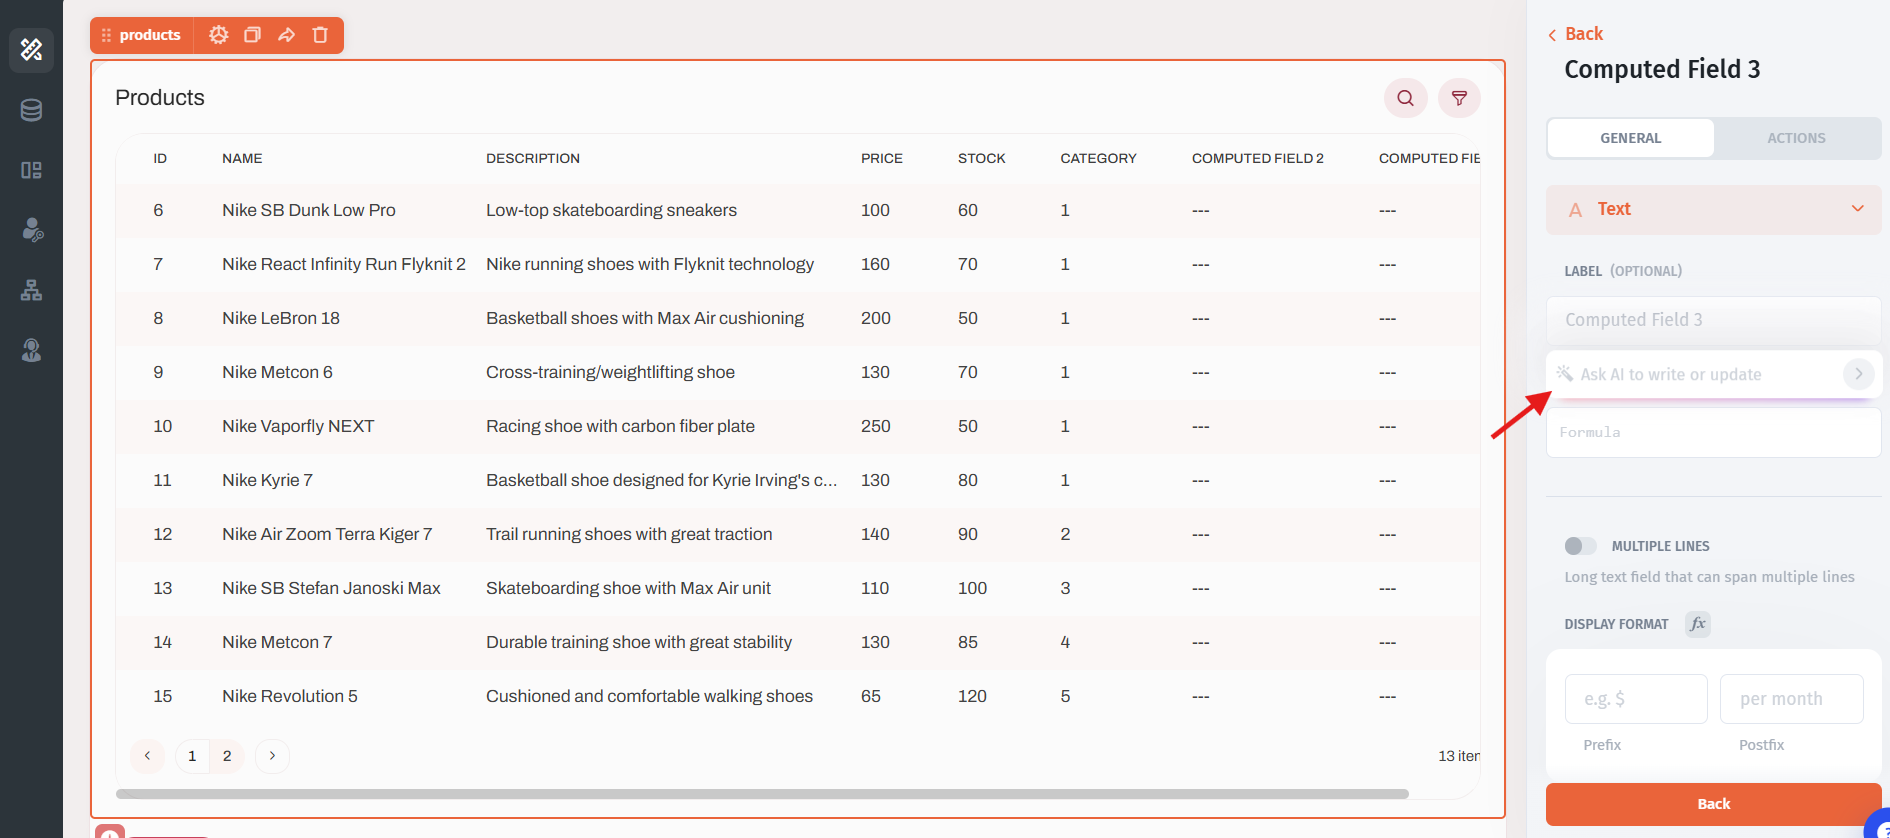 products
Products
ID NAME DESCRIPTION PRICE STOCK CATEGORY COMPUTED FIELD 2 COMPUTED FIE
6 Nike SB Dunk Low Pro Low-top skateboarding sneakers 100 60 1 --- ---
7 Nike React Infinity Run Flyknit 2 Nike running shoes with Flyknit technology 160 70 1 --- ---
8 Nike LeBron 18 Basketball shoes with Max Air cushioning 200 50 1 --- ---
9 Nike Metcon 6 Cross-training/weightlifting shoe 130 70 1 --- ---
10 Nike Vaporfly NEXT Racing shoe with carbon fiber plate 250 50 1 --- ---
11 Nike Kyrie 7 Basketball shoe designed for Kyrie Irving's c... 130 80 1 --- ---
12 Nike Air Zoom Terra Kiger 7 Trail running shoes with great traction 140 90 2 --- ---
13 Nike SB Stefan Janoski Max Skateboarding shoe with Max Air unit 110 100 3 --- ---
14 Nike Metcon 7 Durable training shoe with great stability 130 85 4 --- ---
15 Nike Revolution 5 Cushioned and comfortable walking shoes 65 120 5 --- ---
1 2
13 iten
Back
Computed Field 3
GENERAL ACTIONS
A Text
LABEL (OPTIONAL)
Computed Field 3
Ask AI to write or update
Formula
MULTIPLE LINES
Long text field that can span multiple lines
DISPLAY FORMAT fx
e.g. $ per month
Prefix Postfix
Back